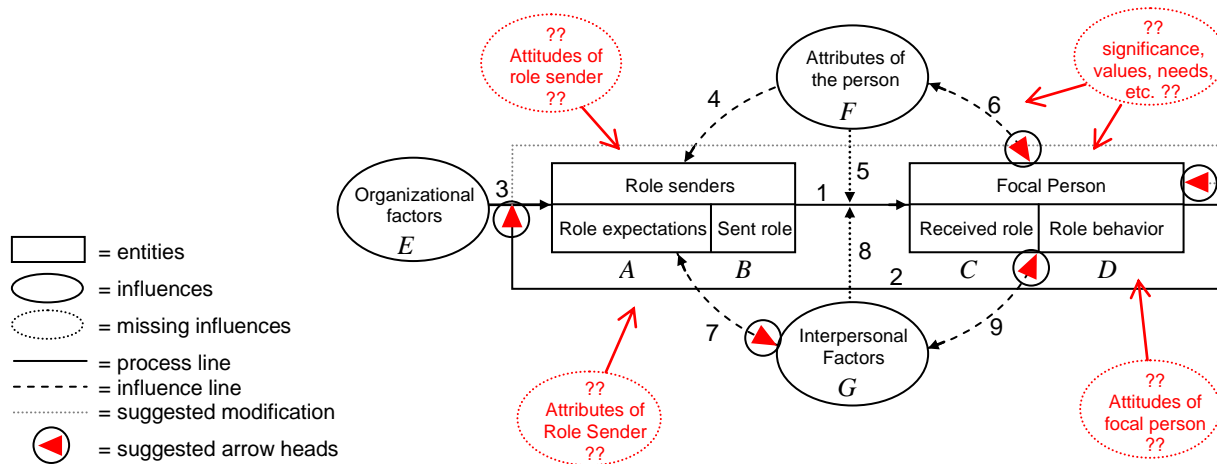 ??
Attitudes of
role sender
??
Attributes of
the person
F
??
significance,
values, needs,
etc. ??
4
6
5
3
1
8
Organizational
factors
E
Role senders
Role expectations
Sent role
A
B
Focal Person
Received role
Role behavior
C
D
2
7
9
Interpersonal
Factors
G
??
Attributes of
Role Sender
??
??
Attitudes of
focal person
??
= entities
= influences
= missing influences
= process line
= influence line
= suggested modification
= suggested arrow heads